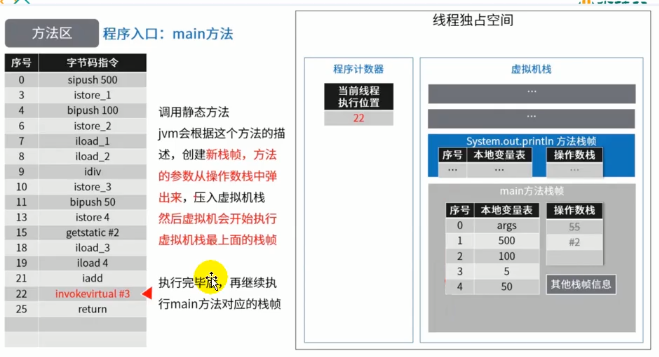 方法区
程序入口：main方法
序号 字节码指令
0 sipush 500
3 istore_1
4 bipush 100
6 istore_2
7 iload_1
8 iload_2
9 idiv
10 istore_3
11 bipush 50
13 istore 4
15 getstatic #2
18 iload_3
19 iload 4
21 iadd
22 invokevirtual #3
25 return
调用静态方法
jvm会根据这个方法的描
述，创建新栈帧，方法
的参数从操作数栈中弹
出来，压入虚拟机栈
然后虚拟机会开始执行
虚拟机栈最上面的栈帧
执行完毕后，再继续执
行main方法对应的栈帧
线程独占空间
程序计数器
当前线程
执行位置
22
虚拟机栈
...
...
System.out.println 方法栈帧
序号 本地变量表 操作数栈
... ... ...
main方法栈帧
序号 本地变量表 操作数栈
0 args 55
1 500 #2
2 100
3 5
4 50
其他栈帧信息